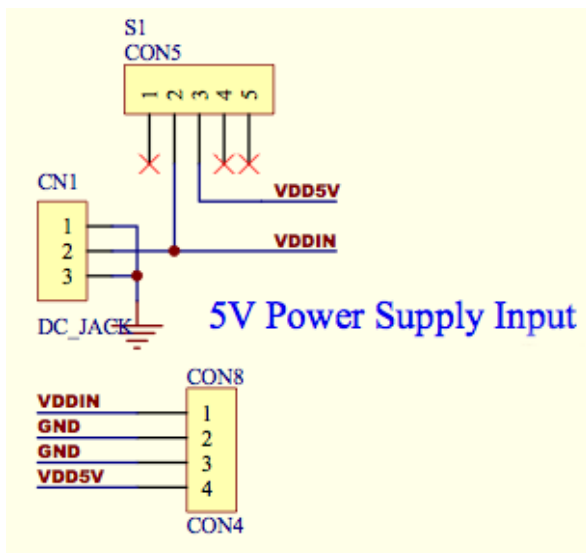 S1
CON5
1 2 3 4 5
VDD5V
CN1
VDDIN
1
2
3
5V Power Supply Input
DC_JACK
CON8
VDDIN
1
GND
2
GND
3
VDD5V
4
CON4